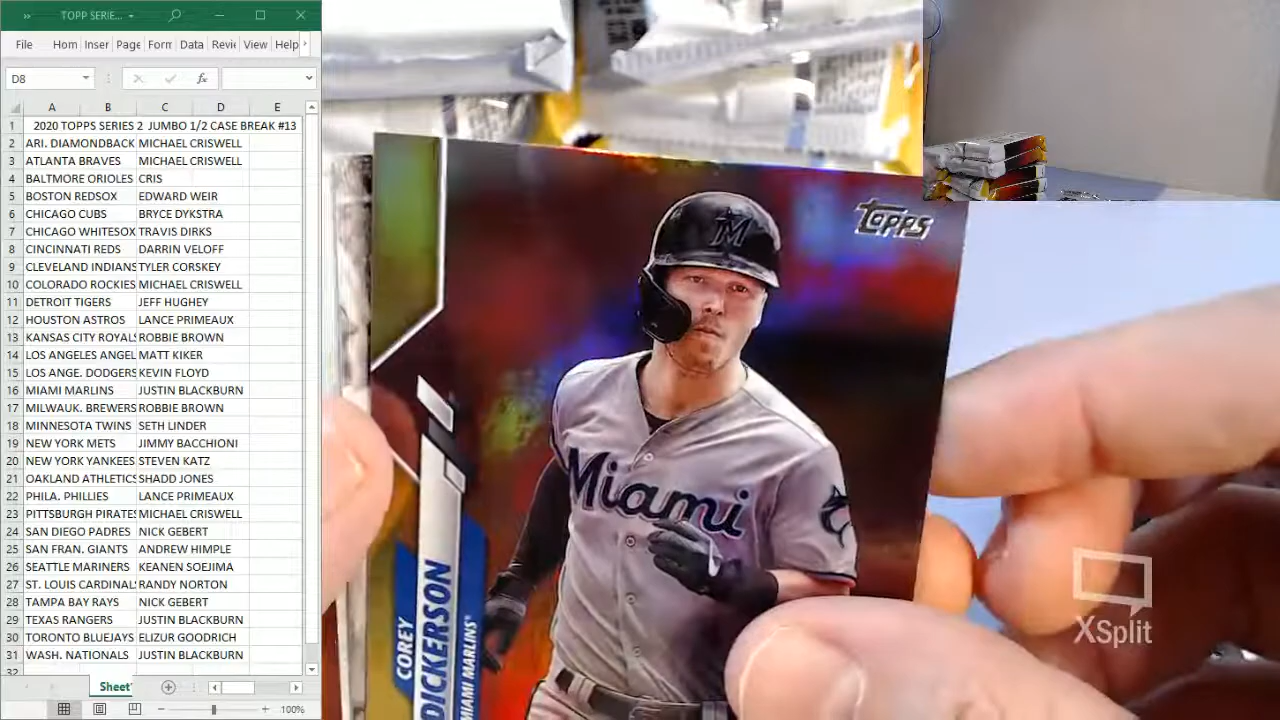 TOPP SERIE...
File Hom Inser Page Forn Data Revi View Help
D8
fx
A B C D E
1 2020 TOPPS SERIES 2 JUMBO 1/2 CASE BREAK #13
2 ARI. DIAMONDBACK MICHAEL CRISWELL
3 ATLANTA BRAVES MICHAEL CRISWELL
4 BALTMORE ORIOLES CRIS
5 BOSTON REDSOX EDWARD WEIR
6 CHICAGO CUBS BRYCE DYKSTRA
7 CHICAGO WHITESOX TRAVIS DIRKS
8 CINCINNATI REDS DARRIN VELOFF
9 CLEVELAND INDIANS TYLER CORSKEY
10 COLORADO ROCKIES MICHAEL CRISWELL
11 DETROIT TIGERS JEFF HUGHEY
12 HOUSTON ASTROS LANCE PRIMEAUX
13 KANSAS CITY ROYALS ROBBIE BROWN
14 LOS ANGELES ANGEL MATT KIKER
15 LOS ANGE. DODGERS KEVIN FLOYD
16 MIAMI MARLINS JUSTIN BLACKBURN
17 MILWAUK. BREWERS ROBBIE BROWN
18 MINNESOTA TWINS SETH LINDER
19 NEW YORK METS JIMMY BACCHIONI
20 NEW YORK YANKEES STEVEN KATZ
21 OAKLAND ATHLETICS SHADD JONES
22 PHILA. PHILLIES LANCE PRIMEAUX
23 PITTSBURGH PIRATES MICHAEL CRISWELL
24 SAN DIEGO PADRES NICK GEBERT
25 SAN FRAN. GIANTS ANDREW HIMPLE
26 SEATTLE MARINERS KEANEN SOEJIMA
27 ST. LOUIS CARDINALS RANDY NORTON
28 TAMPA BAY RAYS NICK GEBERT
29 TEXAS RANGERS JUSTIN BLACKBURN
30 TORONTO BLUEJAYS ELIZUR GOODRICH
31 WASH. NATIONALS JUSTIN BLACKBURN
32
Sheet1
100%
TOPPS
M
Miami
COREY
DICKERSON
MIAMI MARLINS
XSplit